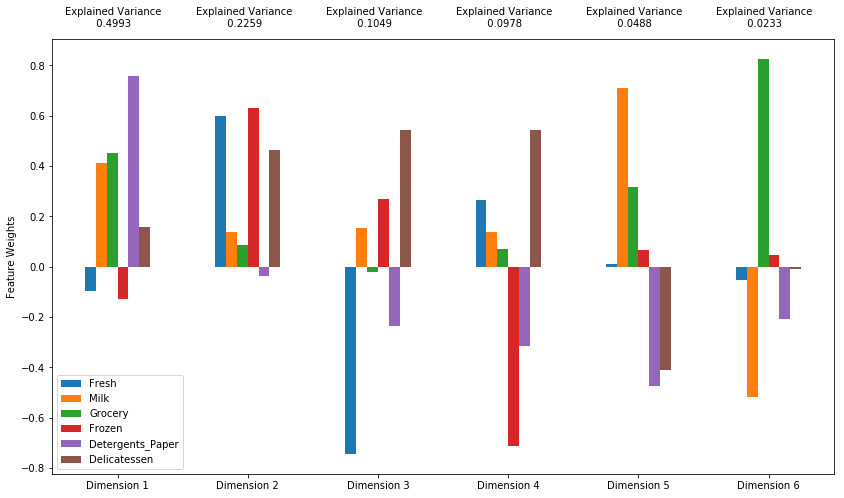 Explained Variance
0.4993
Explained Variance
0.2259
Explained Variance
0.1049
Explained Variance
0.0978
Explained Variance
0.0488
Explained Variance
0.0233
Feature Weights
0.8
0.6
0.4
0.2
0.0
−0.2
−0.4
−0.6
−0.8
Fresh
Milk
Grocery
Frozen
Detergents_Paper
Delicatessen
Dimension 1
Dimension 2
Dimension 3
Dimension 4
Dimension 5
Dimension 6